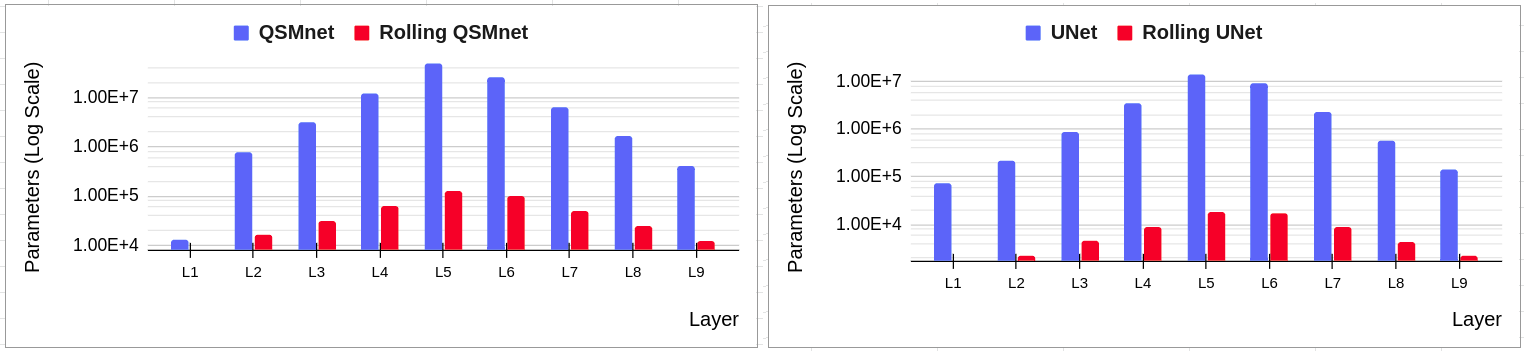 QSMnet Rolling QSMnet
Parameters (Log Scale)
1.00E+7
1.00E+6
1.00E+5
1.00E+4
L1 L2 L3 L4 L5 L6 L7 L8 L9
Layer
UNet Rolling UNet
Parameters (Log Scale)
1.00E+7
1.00E+6
1.00E+5
1.00E+4
L1 L2 L3 L4 L5 L6 L7 L8 L9
Layer